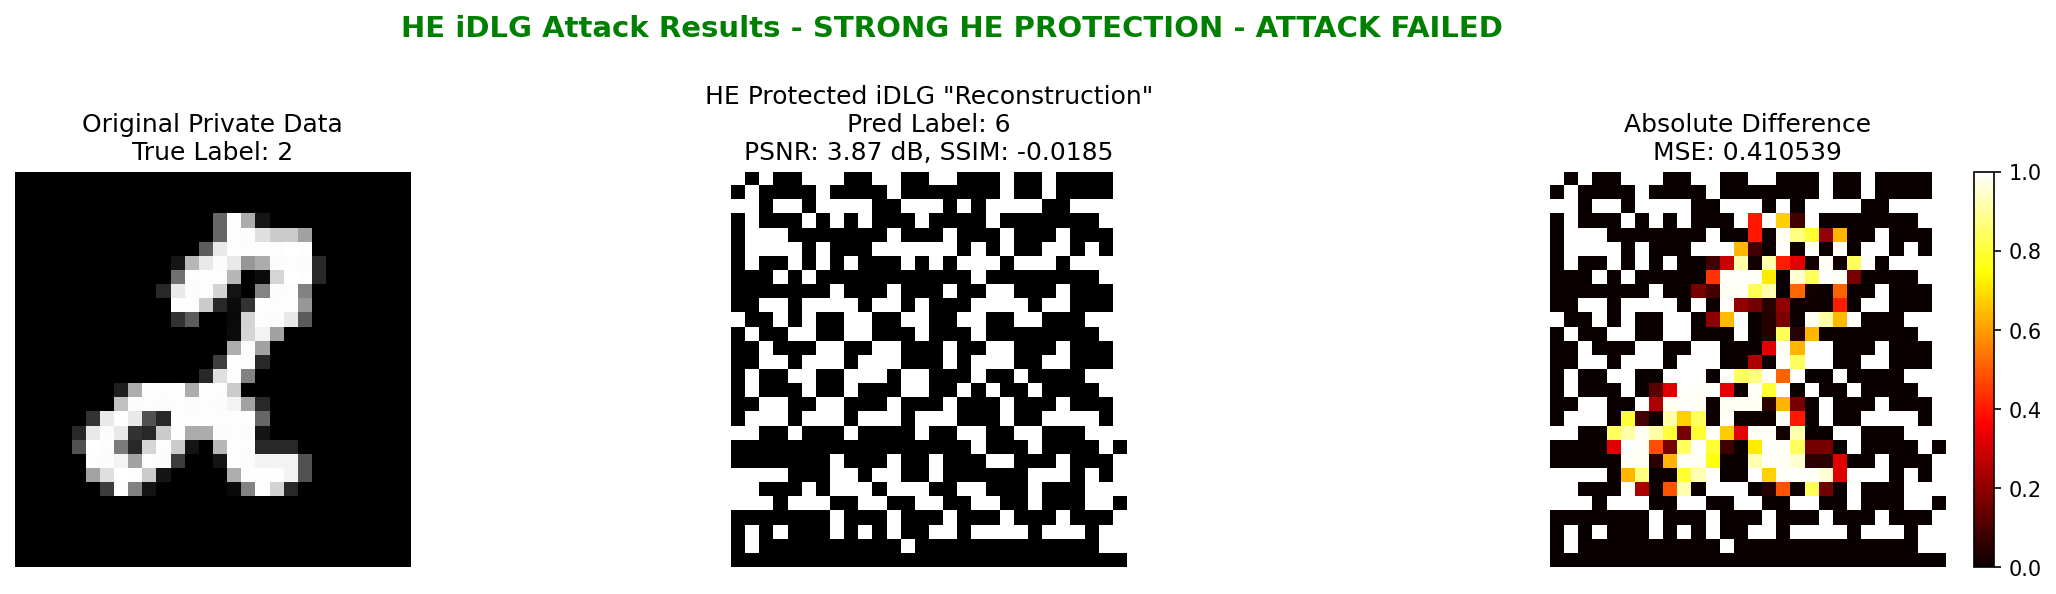 HE iDLG Attack Results - STRONG HE PROTECTION - ATTACK FAILED
Original Private Data
True Label: 2
HE Protected iDLG "Reconstruction"
Pred Label: 6
PSNR: 3.87 dB, SSIM: -0.0185
Absolute Difference
MSE: 0.410539
1.0
0.8
0.6
0.4
0.2
0.0